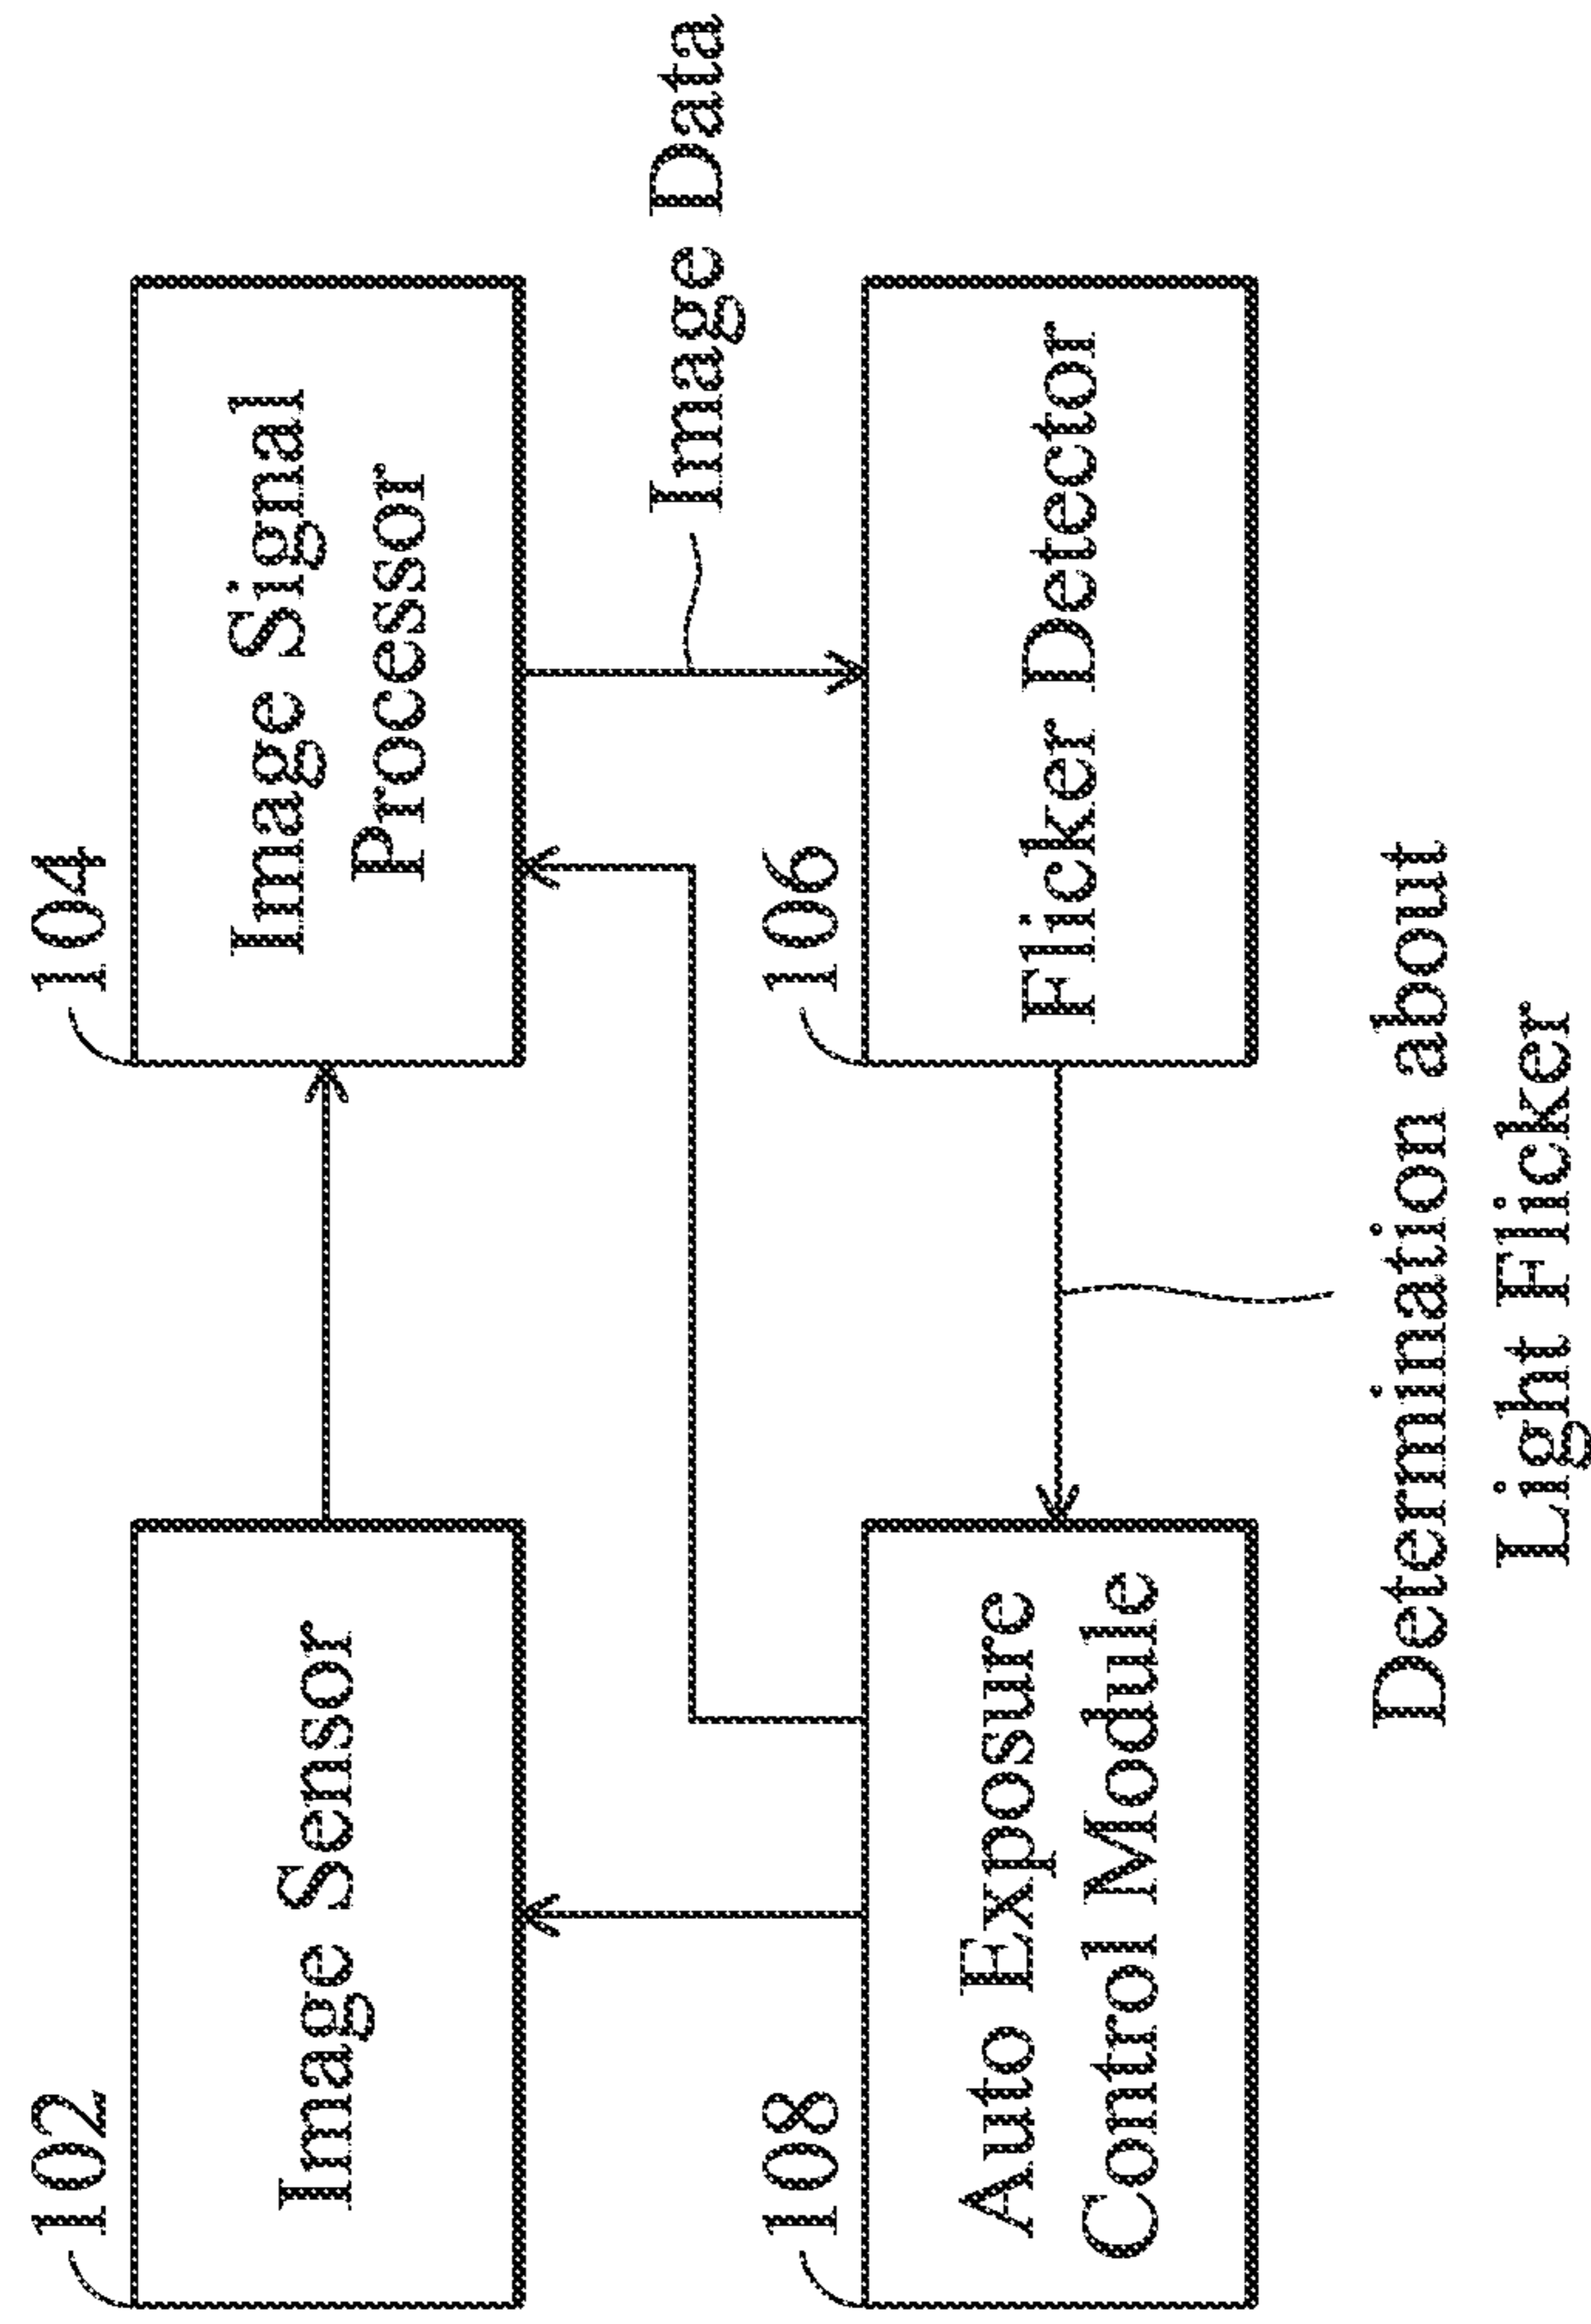 102
Image Sensor
104
Image Signal
Processor
Image Data
108
Auto Exposure
Control Module
106
Flicker Detector
Determination about
Light Flicker